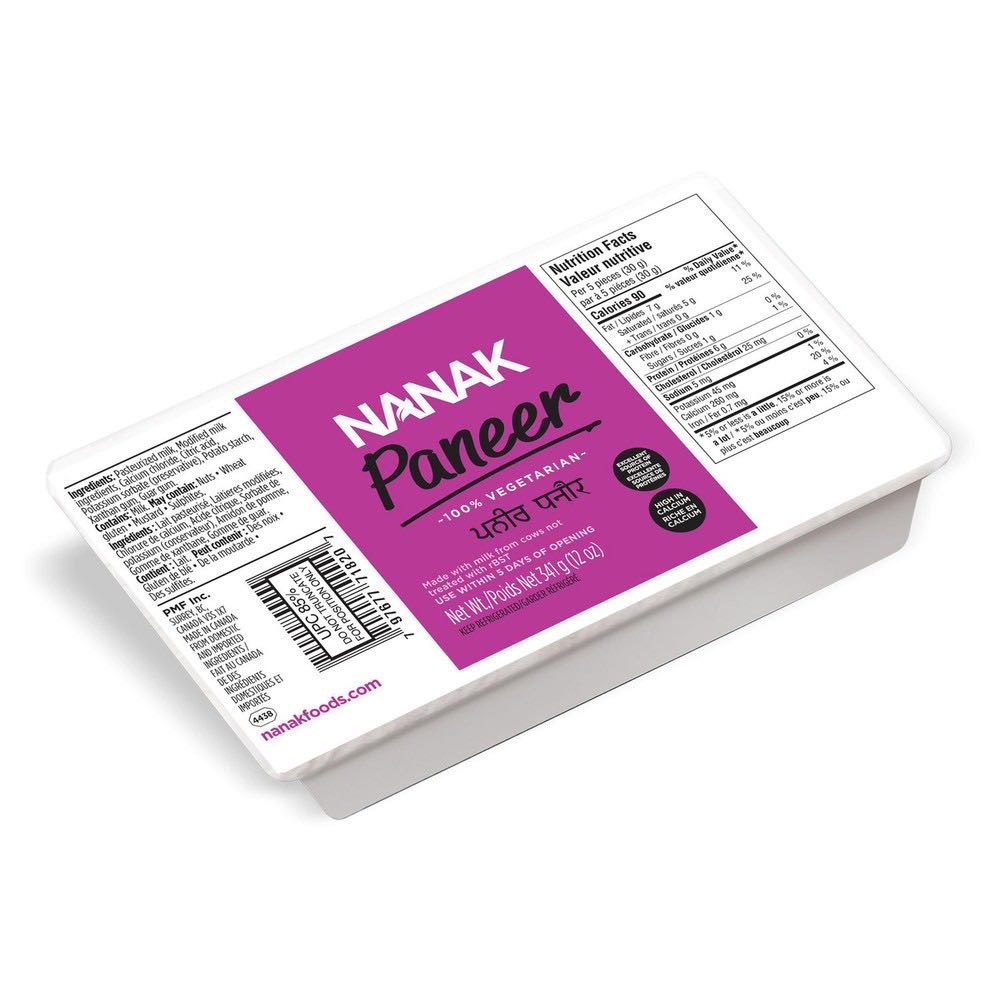 Ingredients: Pasteurized milk, Modified milk
ingredients, Calcium chloride, Citric acid,
Potassium sorbate (preservative), Potato starch,
Xanthan gum, Guar gum.
Contains: Milk. May contain: Nuts • Wheat
gluten • Mustard • Sulphites.
Ingrédients : Lait pasteurisé, Laitières modifiées,
Chlorure de calcium, Acide citrique, Sorbate de
potassium (conservateur), Amidon de pomme,
Gomme de xanthane, Gomme de guar.
Contient : Lait. Peut contenir : Des noix •
Gluten de blé • De la moutarde •
Des sulfites.
PMF Inc.
SURREY, BC,
CANADA V3S 1X7
MADE IN CANADA
FROM DOMESTIC
AND IMPORTED
INGREDIENTS/
FAIT AU CANADA
DE DES
INGRÉDIENTS
DOMESTIQUES ET
IMPORTÉS
4438
nanakfoods.com
UPC 85%
DO NOT TRUNCATE
FOR POSITION ONLY
7 97677 71820 1
NANAK
Paneer
-100% VEGETARIAN-
ਪਨੀਰ पनीर
Made with milk from cows not
treated with rBST
USE WITHIN 5 DAYS OF OPENING
Net Wt./Poids Net 341 g (12 oz)
KEEP REFRIGERATED/GARDER RÉFRIGÉRÉ
EXCELLENT
SOURCE OF
PROTEIN
EXCELLENTE
SOURCE DE
PROTÉINES
HIGH IN
CALCIUM
RICHE EN
CALCIUM
Nutrition Facts
Valeur nutritive
Per 5 pieces (30 g)
par à 5 pièces (30 g)
Calories 90 % Daily Value*
% valeur quotidienne*
Fat / Lipides 7 g 11 %
Saturated / saturés 5 g
+ Trans / trans 0 g 25 %
Carbohydrate / Glucides 1 g
Fibre / Fibres 0 g 0 %
Sugars / Sucres 1 g 1 %
Protein / Protéines 6 g
Cholesterol / Cholestérol 25 mg
Sodium 5 mg 0 %
Potassium 45 mg 1 %
Calcium 260 mg 20 %
Iron / Fer 0.7 mg 4 %
*5% or less is a little, 15% or more is
a lot / *5% ou moins c'est peu, 15% ou
plus c'est beaucoup